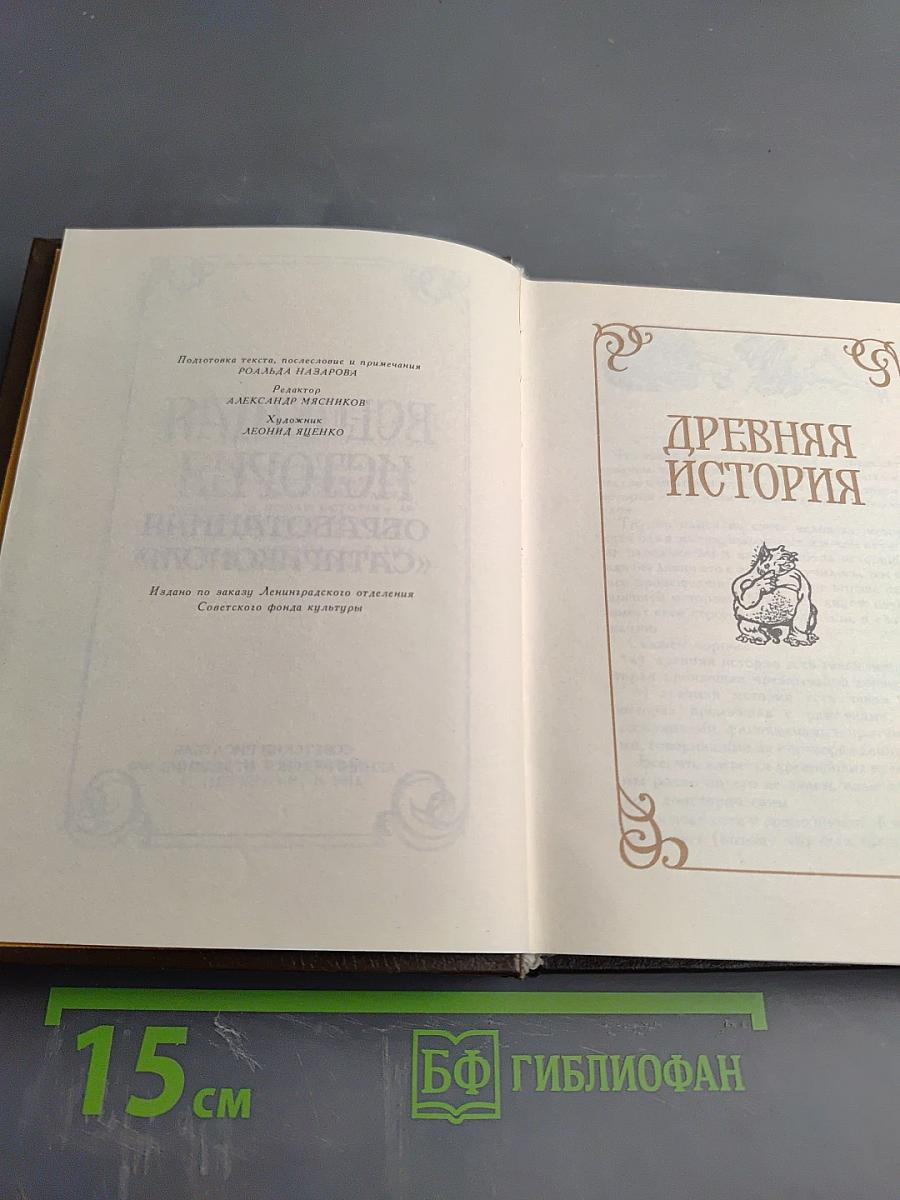 Подготовка текста, послесловие и примечания
РОАЛЬДА НАЗАРОВА
Редактор
АЛЕКСАНДР МЯСНИКОВ
Художник
ЛЕОНИД ЯЦЕНКО
Издано по заказу Ленинградского отделения
Советского фонда культуры
ДРЕВНЯЯ
ИСТОРИЯ
15 см
БФ ГИБЛИОФАН